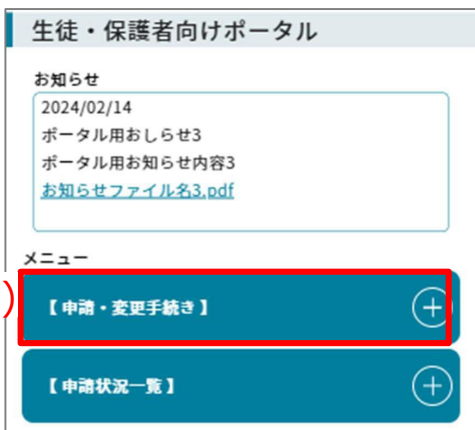 生徒・保護者向けポータル
お知らせ
2024/02/14
ポータル用おしらせ3
ポータル用お知らせ内容3
お知らせファイル名3.pdf
メニュー
)
【申請・変更手続き】
【申請状況一覧】